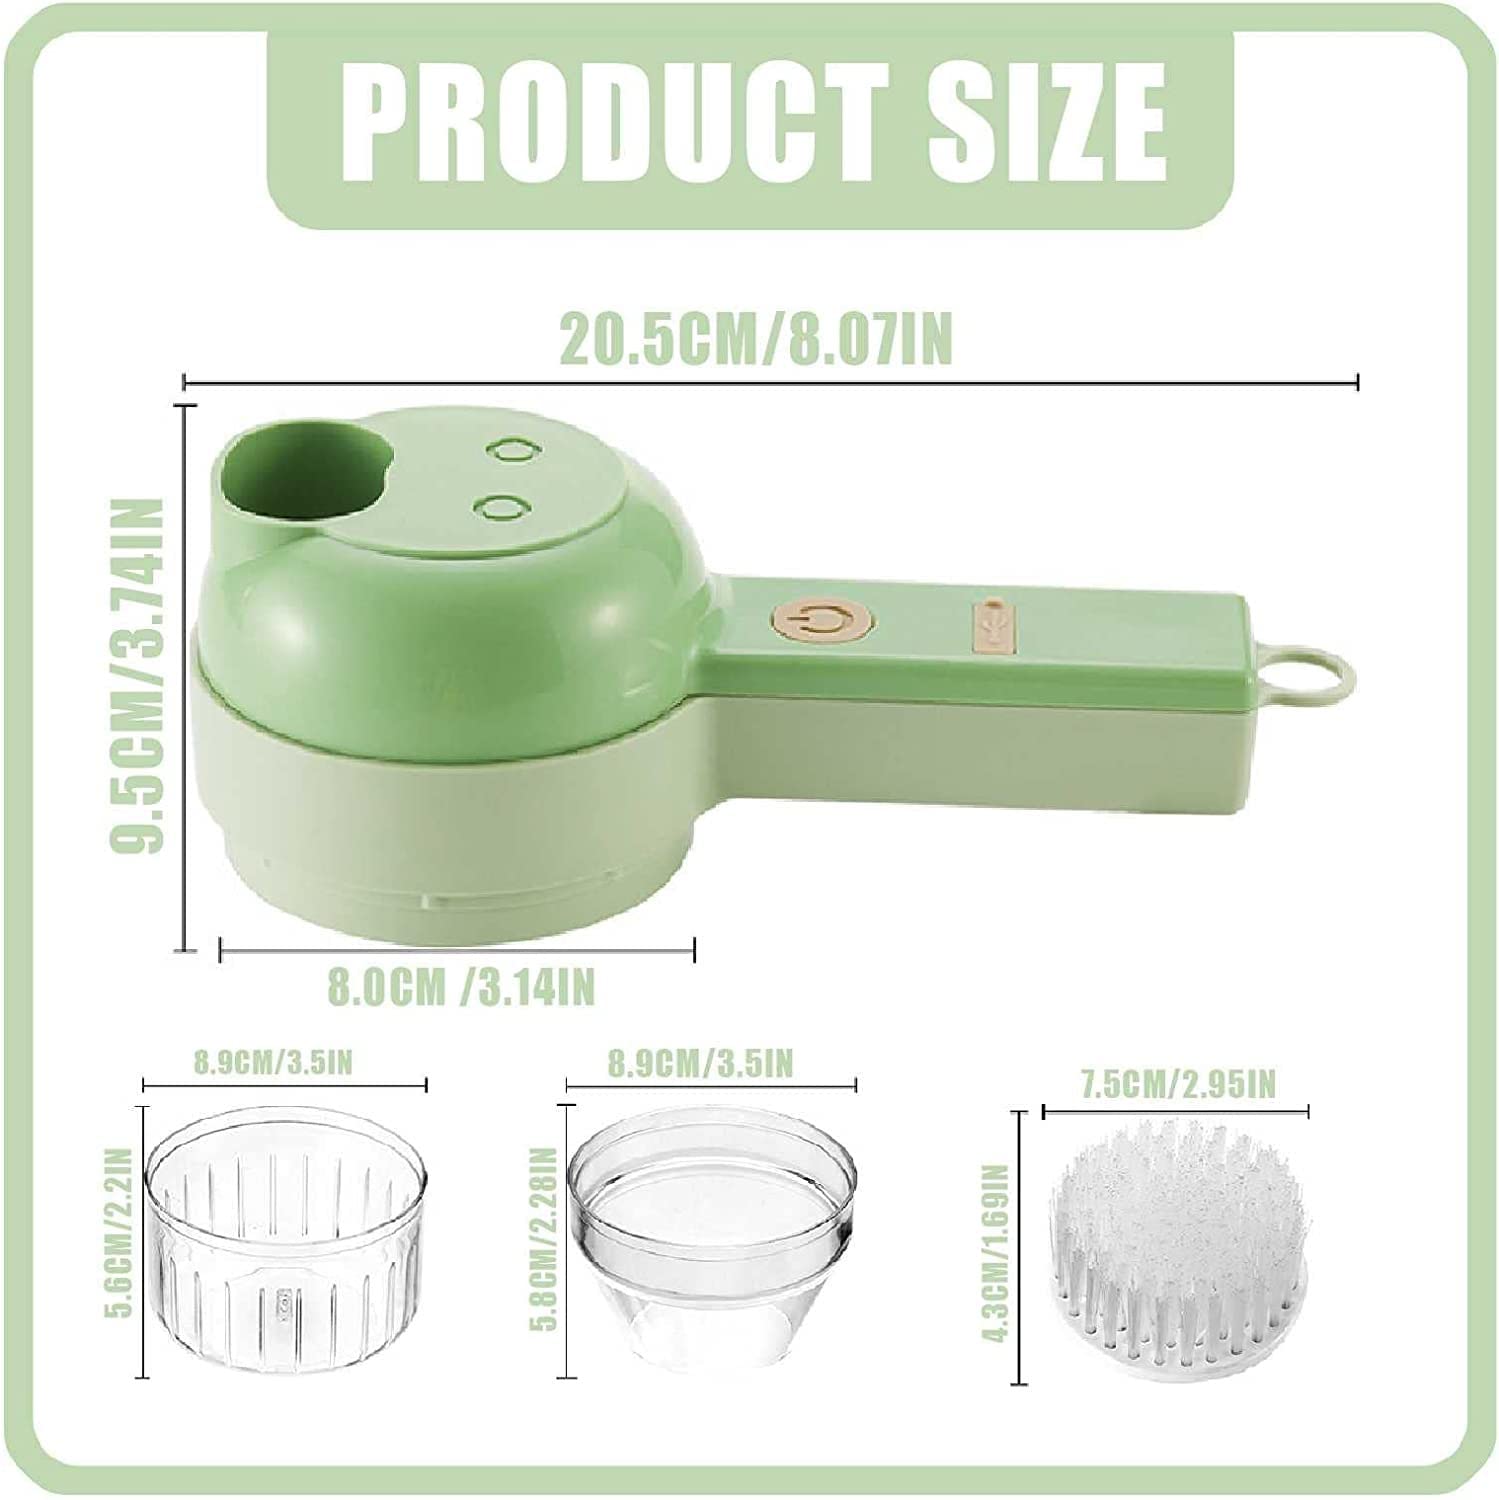 PRODUCT SIZE
20.5CM/8.07IN
9.5CM/3.74IN
8.0CM /3.14IN
8.9CM/3.5IN
8.9CM/3.5IN
7.5CM/2.95IN
5.6CM/2.2IN
5.8CM/2.28IN
4.3CM/1.69IN